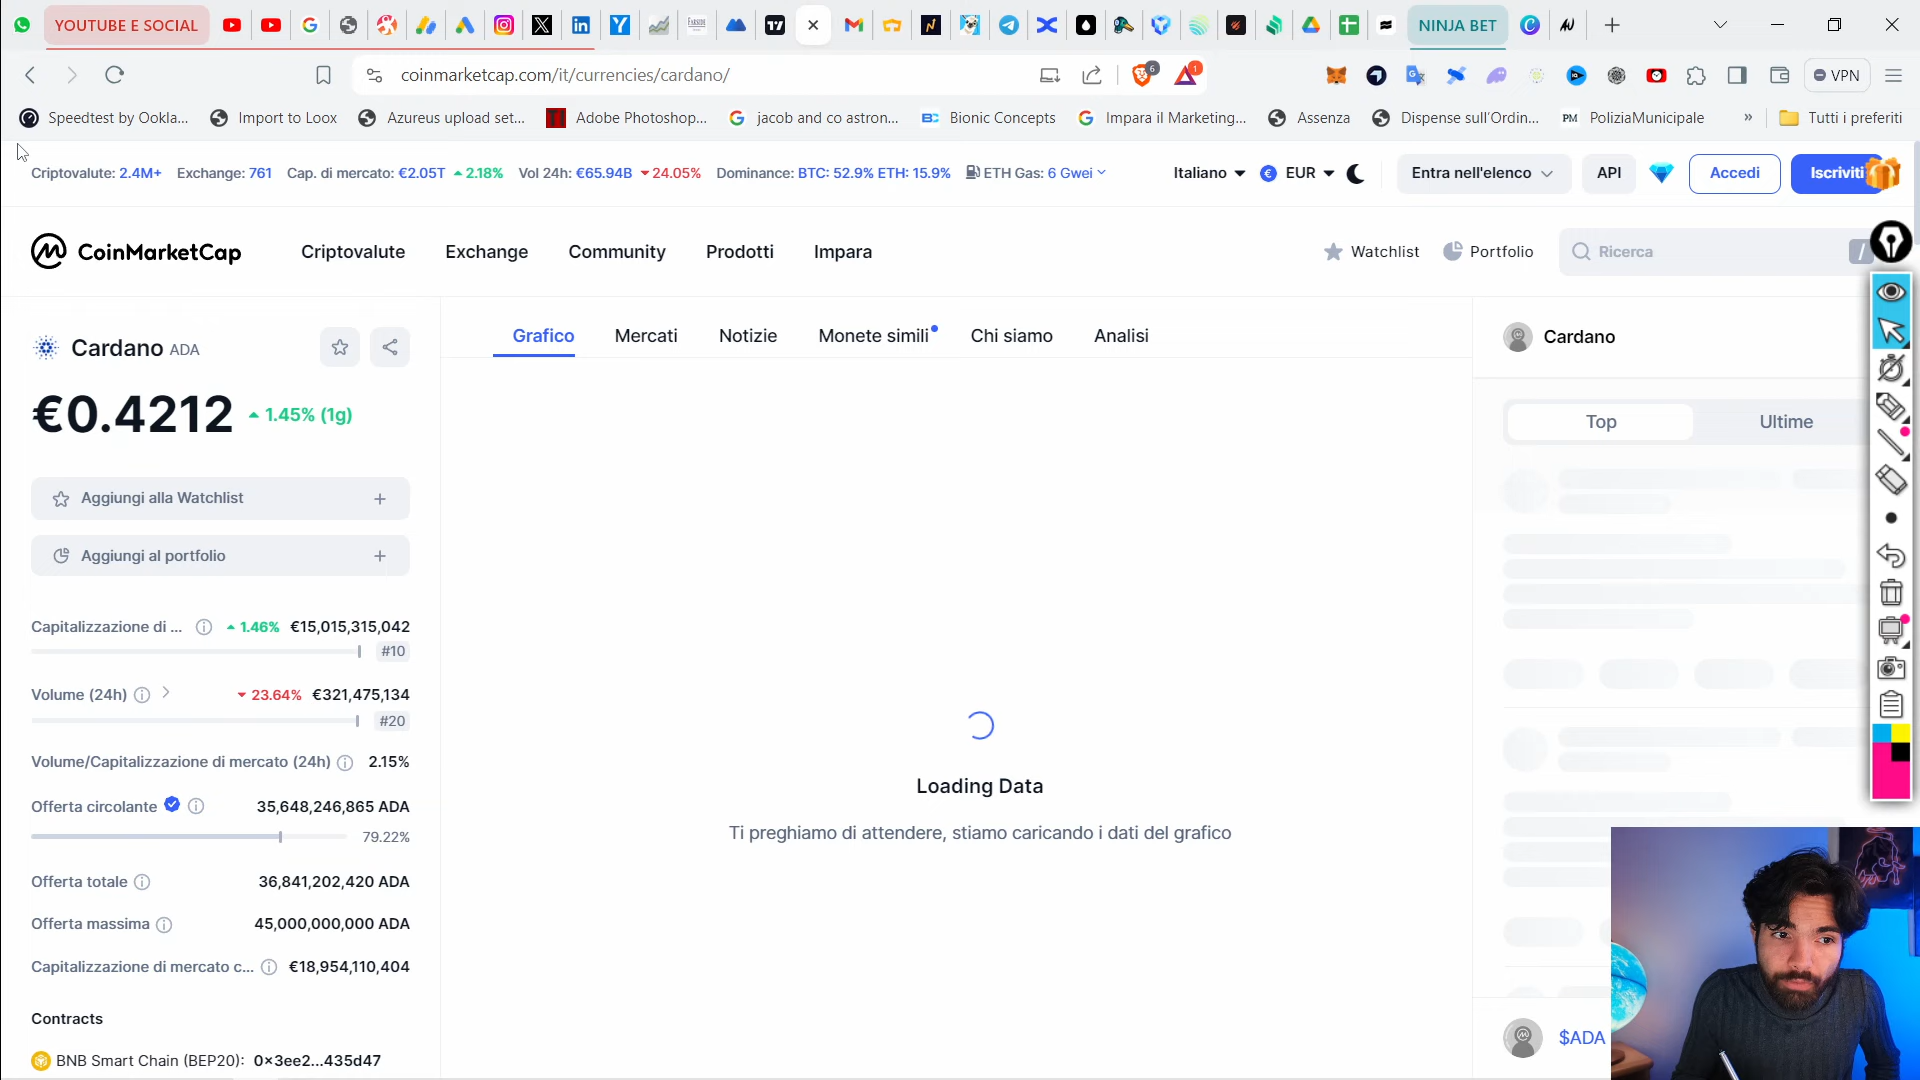 YOUTUBE E SOCIAL
NINJA BET
coinmarketcap.com/it/currencies/cardano/
6
1
VPN
Speedtest by Ookla...
Import to Loox
Azureus upload set...
Adobe Photoshop...
jacob and co astron...
BC Bionic Concepts
Impara il Marketing...
Assenza
Dispense sull'Ordin...
PM PoliziaMunicipale
»
Tutti i preferiti
Criptovalute: 2.4M+ Exchange: 761 Cap. di mercato: €2.05T 2.18% Vol 24h: €65.94B 24.05% Dominance: BTC: 52.9% ETH: 15.9% ETH Gas: 6 Gwei
Italiano
EUR
Entra nell'elenco
API
Accedi
Iscriviti
CoinMarketCap
Criptovalute
Exchange
Community
Prodotti
Impara
Watchlist
Portfolio
Ricerca
/
Cardano ADA
€0.4212 1.45% (1g)
Aggiungi alla Watchlist +
Aggiungi al portfolio +
Capitalizzazione di ... 1.46% €15,015,315,042
#10
Volume (24h) 23.64% €321,475,134
#20
Volume/Capitalizzazione di mercato (24h) 2.15%
Offerta circolante 35,648,246,865 ADA
79.22%
Offerta totale 36,841,202,420 ADA
Offerta massima 45,000,000,000 ADA
Capitalizzazione di mercato c... €18,954,110,404
Contracts
BNB Smart Chain (BEP20): 0x3ee2...435d47
Grafico
Mercati
Notizie
Monete simili
Chi siamo
Analisi
Loading Data
Ti preghiamo di attendere, stiamo caricando i dati del grafico
Cardano
Top
Ultime
$ADA